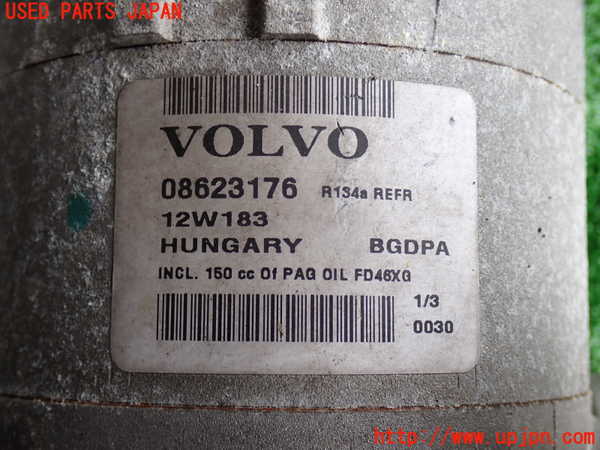 USED PARTS JAPAN
VOLVO
08623176 R134a REFR
12W183
HUNGARY BGDPA
INCL. 150 cc Of PAG OIL FD46XG
1/3
0030
http://www.upjpn.com